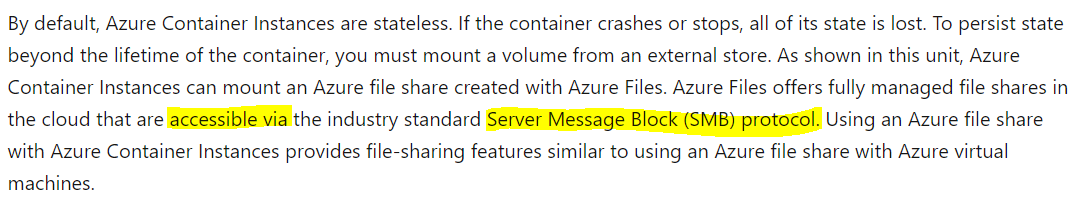 By default, Azure Container Instances are stateless. If the container crashes or stops, all of its state is lost. To persist state
beyond the lifetime of the container, you must mount a volume from an external store. As shown in this unit, Azure
Container Instances can mount an Azure file share created with Azure Files. Azure Files offers fully managed file shares in
the cloud that are accessible via the industry standard Server Message Block (SMB) protocol. Using an Azure file share
with Azure Container Instances provides file-sharing features similar to using an Azure file share with Azure virtual
machines.